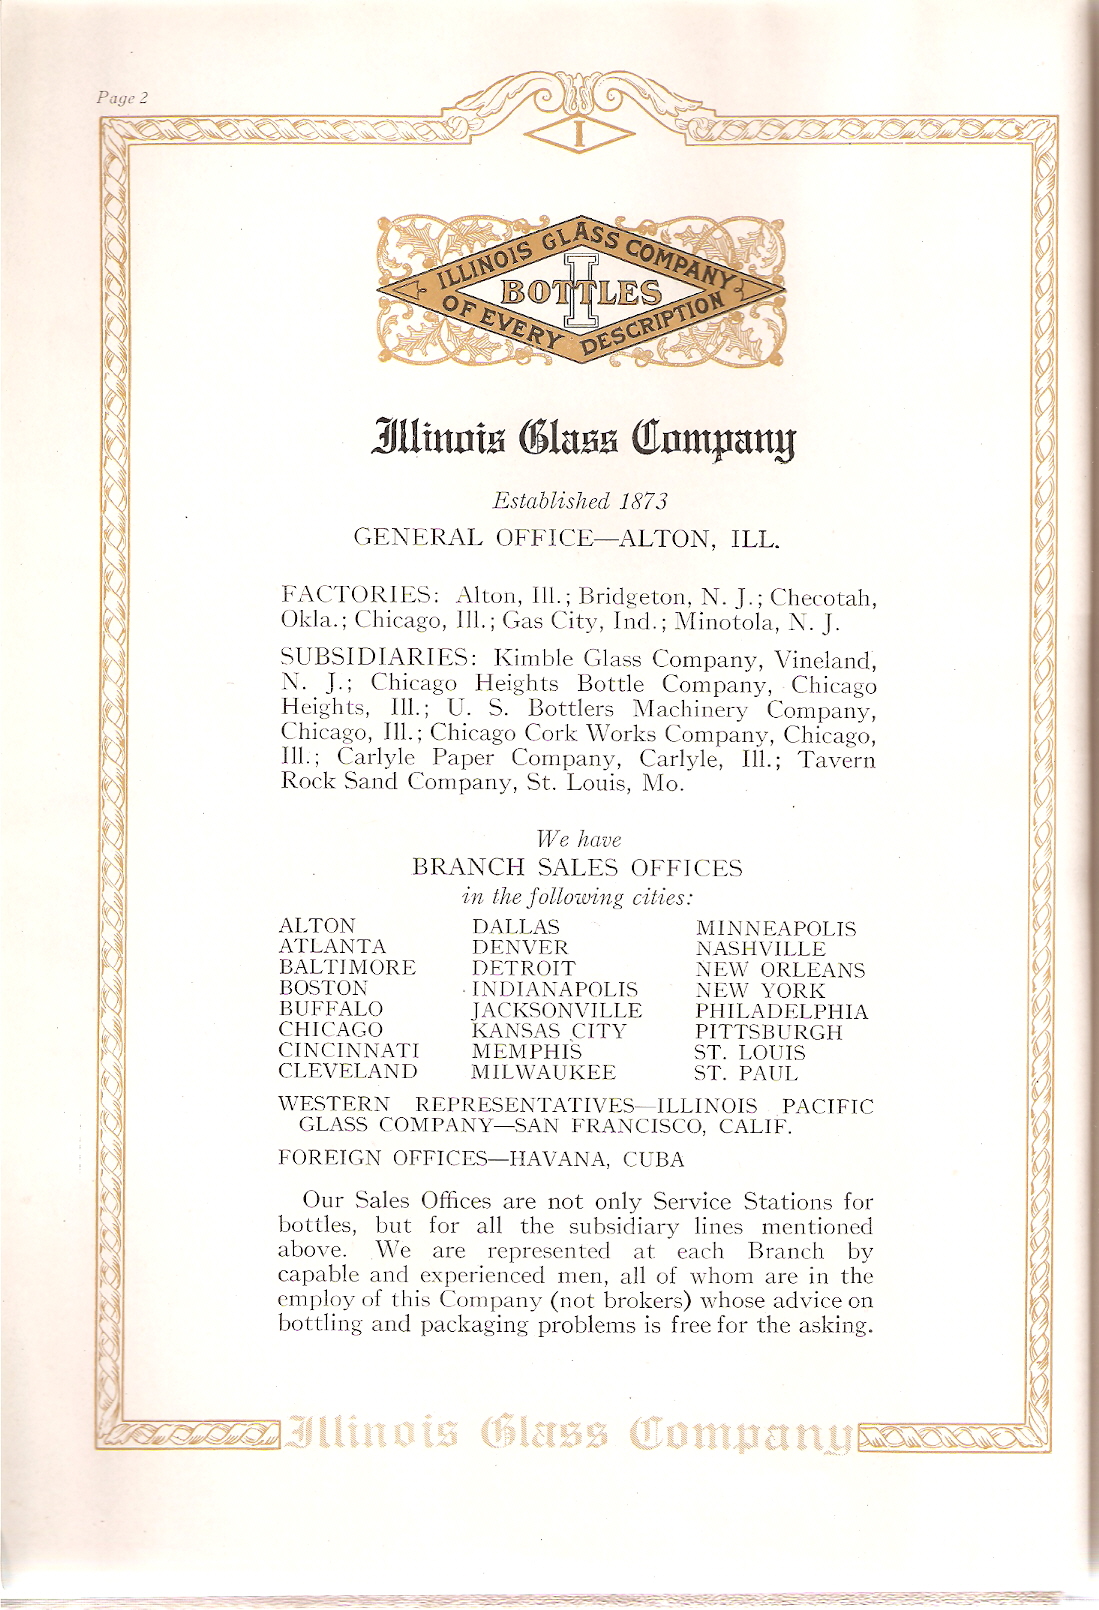 Page 2
I
ILLINOIS GLASS COMPANY
BOTTLES
I
OF EVERY DESCRIPTION
Illinois Glass Company
Established 1873
GENERAL OFFICE—ALTON, ILL.
FACTORIES: Alton, Ill.; Bridgeton, N. J.; Checotah,
Okla.; Chicago, Ill.; Gas City, Ind.; Minotola, N. J.
SUBSIDIARIES: Kimble Glass Company, Vineland,
N. J.; Chicago Heights Bottle Company, Chicago
Heights, Ill.; U. S. Bottlers Machinery Company,
Chicago, Ill.; Chicago Cork Works Company, Chicago,
Ill.; Carlyle Paper Company, Carlyle, Ill.; Tavern
Rock Sand Company, St. Louis, Mo.
We have
BRANCH SALES OFFICES
in the following cities:
ALTON DALLAS MINNEAPOLIS
ATLANTA DENVER NASHVILLE
BALTIMORE DETROIT NEW ORLEANS
BOSTON INDIANAPOLIS NEW YORK
BUFFALO JACKSONVILLE PHILADELPHIA
CHICAGO KANSAS CITY PITTSBURGH
CINCINNATI MEMPHIS ST. LOUIS
CLEVELAND MILWAUKEE ST. PAUL
WESTERN REPRESENTATIVES—ILLINOIS PACIFIC
GLASS COMPANY—SAN FRANCISCO, CALIF.
FOREIGN OFFICES—HAVANA, CUBA
Our Sales Offices are not only Service Stations for
bottles, but for all the subsidiary lines mentioned
above. We are represented at each Branch by
capable and experienced men, all of whom are in the
employ of this Company (not brokers) whose advice on
bottling and packaging problems is free for the asking.
Illinois Glass Company